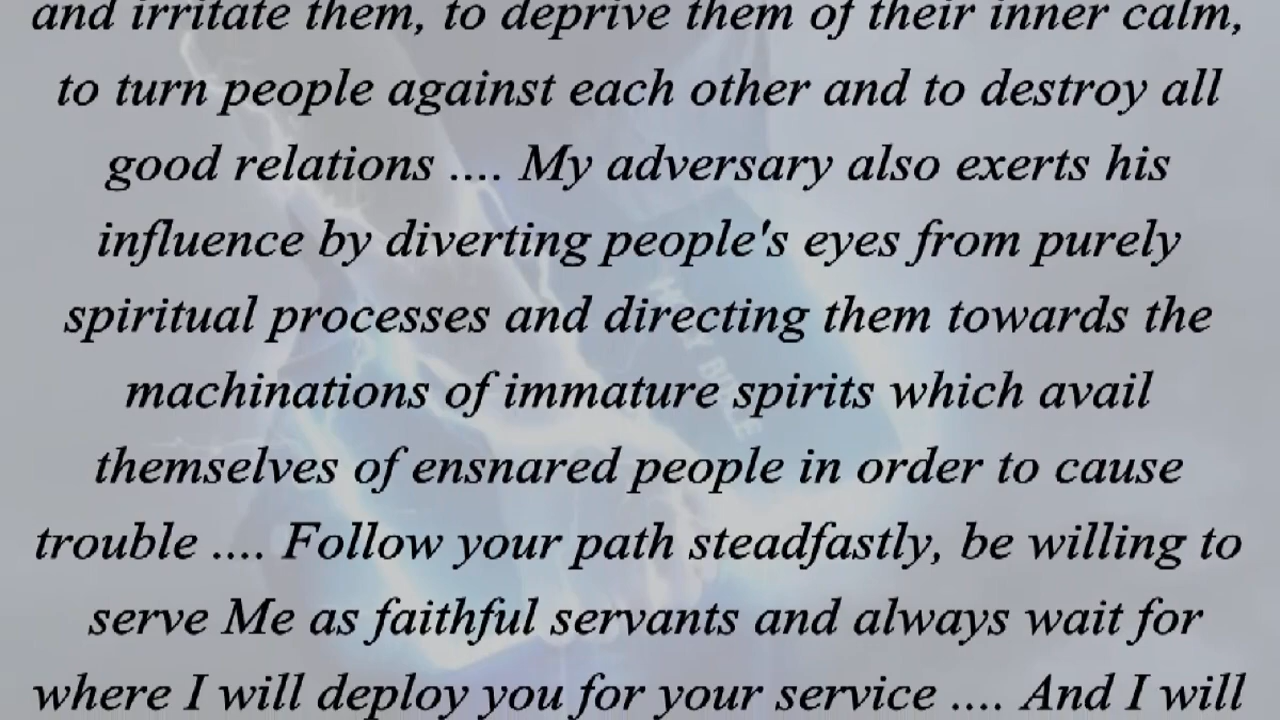 and irritate them, to deprive them of their inner calm,
to turn people against each other and to destroy all
good relations .... My adversary also exerts his
influence by diverting people's eyes from purely
spiritual processes and directing them towards the
machinations of immature spirits which avail
themselves of ensnared people in order to cause
trouble .... Follow your path steadfastly, be willing to
serve Me as faithful servants and always wait for
where I will deploy you for your service .... And I will
HOLY BIBLE